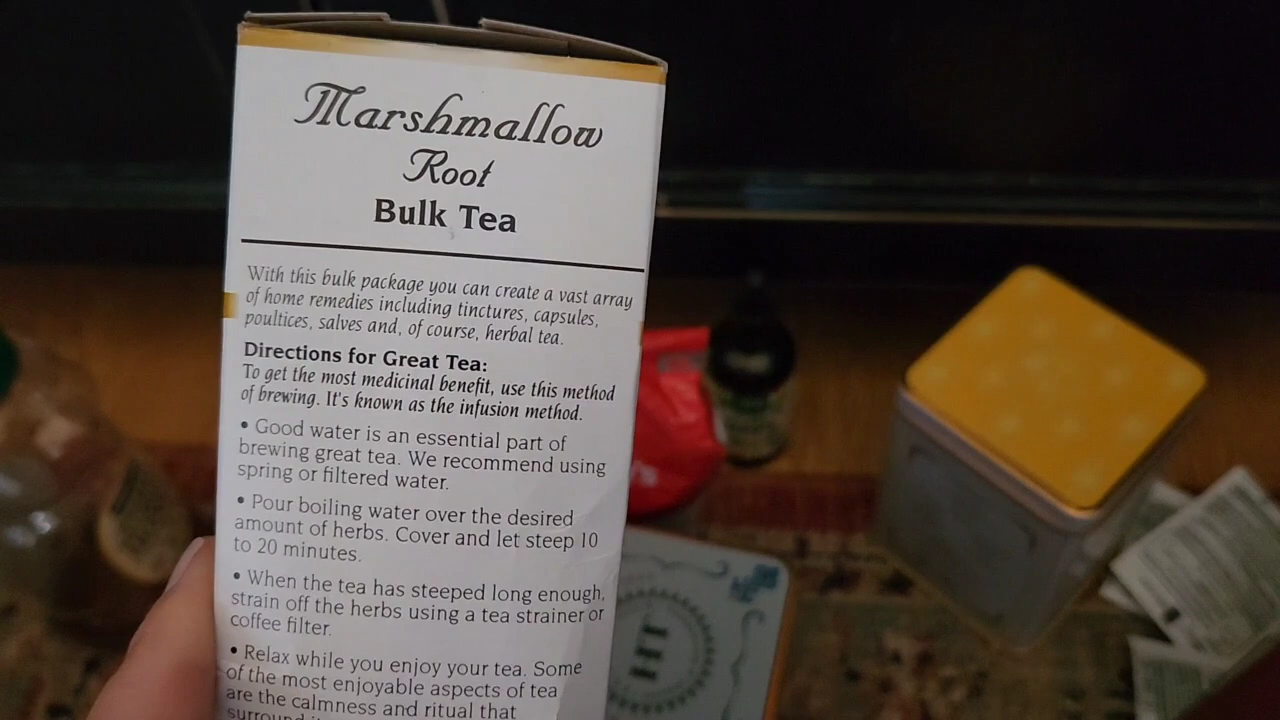 Marshmallow
Root
Bulk Tea
With this bulk package you can create a vast array
of home remedies including tinctures, capsules,
poultices, salves and, of course, herbal tea.
Directions for Great Tea:
To get the most medicinal benefit, use this method
of brewing. It's known as the infusion method.
• Good water is an essential part of
brewing great tea. We recommend using
spring or filtered water.
• Pour boiling water over the desired
amount of herbs. Cover and let steep 10
to 20 minutes.
• When the tea has steeped long enough,
strain off the herbs using a tea strainer or
coffee filter.
• Relax while you enjoy your tea. Some
of the most enjoyable aspects of tea
are the calmness and ritual that
HT